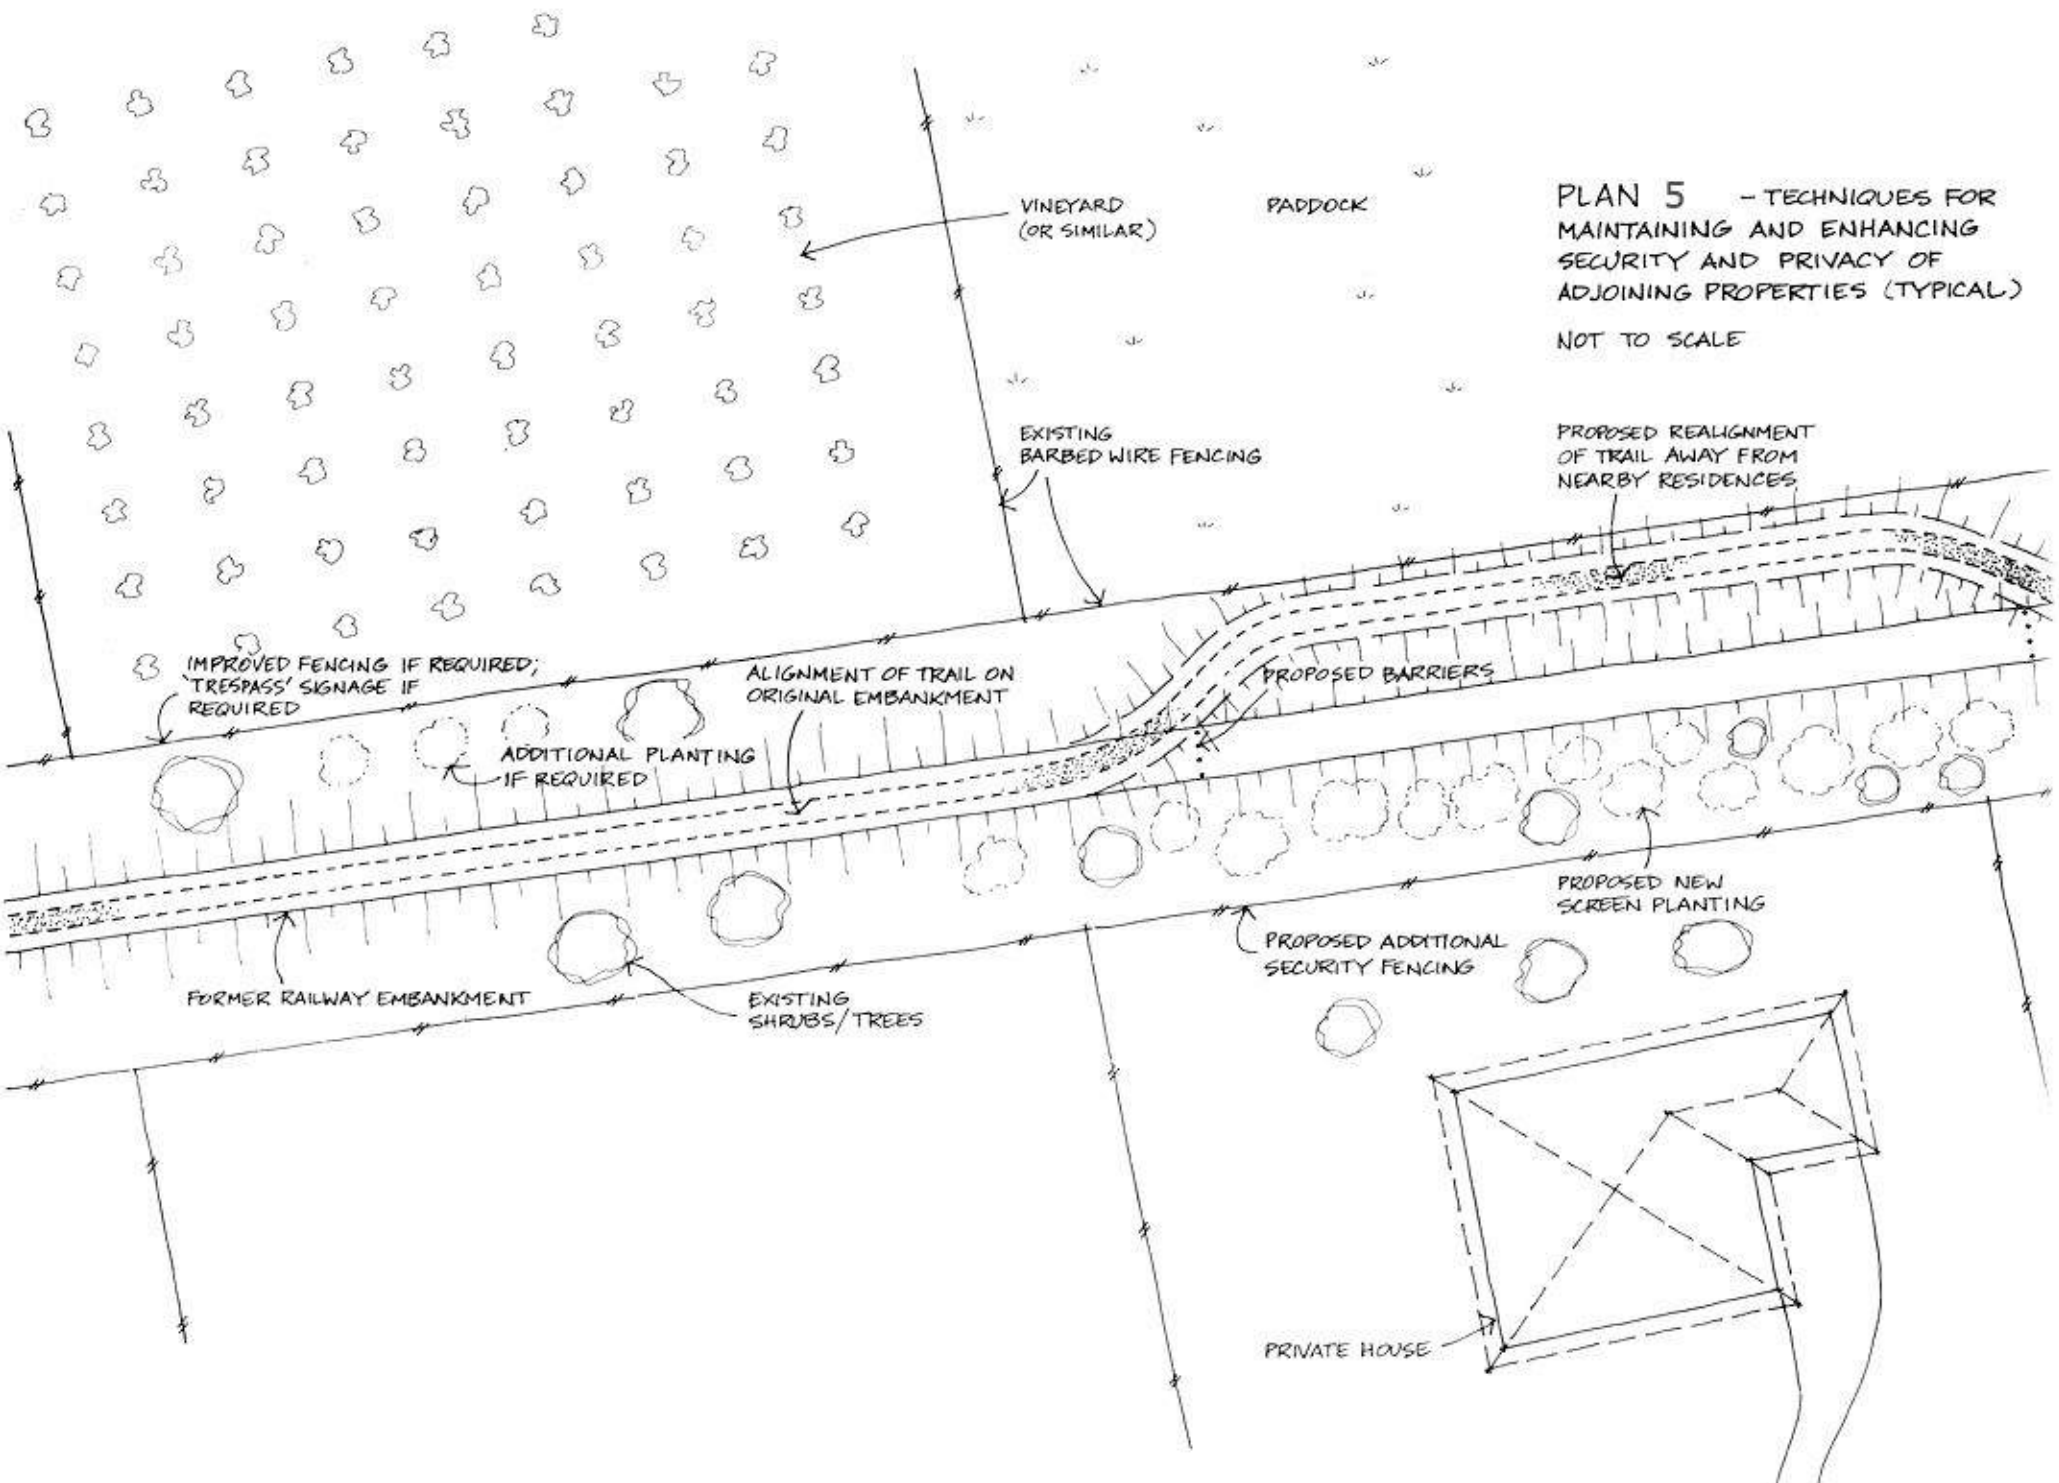 VINEYARD
(OR SIMILAR)
PADDOCK
PLAN 5 - TECHNIQUES FOR
MAINTAINING AND ENHANCING
SECURITY AND PRIVACY OF
ADJOINING PROPERTIES (TYPICAL)
NOT TO SCALE
EXISTING
BARBED WIRE FENCING
PROPOSED REALIGNMENT
OF TRAIL AWAY FROM
NEARBY RESIDENCES
IMPROVED FENCING IF REQUIRED;
'TRESPASS' SIGNAGE IF
REQUIRED
ALIGNMENT OF TRAIL ON
ORIGINAL EMBANKMENT
PROPOSED BARRIERS
ADDITIONAL PLANTING
IF REQUIRED
PROPOSED NEW
SCREEN PLANTING
PROPOSED ADDITIONAL
SECURITY FENCING
FORMER RAILWAY EMBANKMENT
EXISTING
SHRUBS/TREES
PRIVATE HOUSE